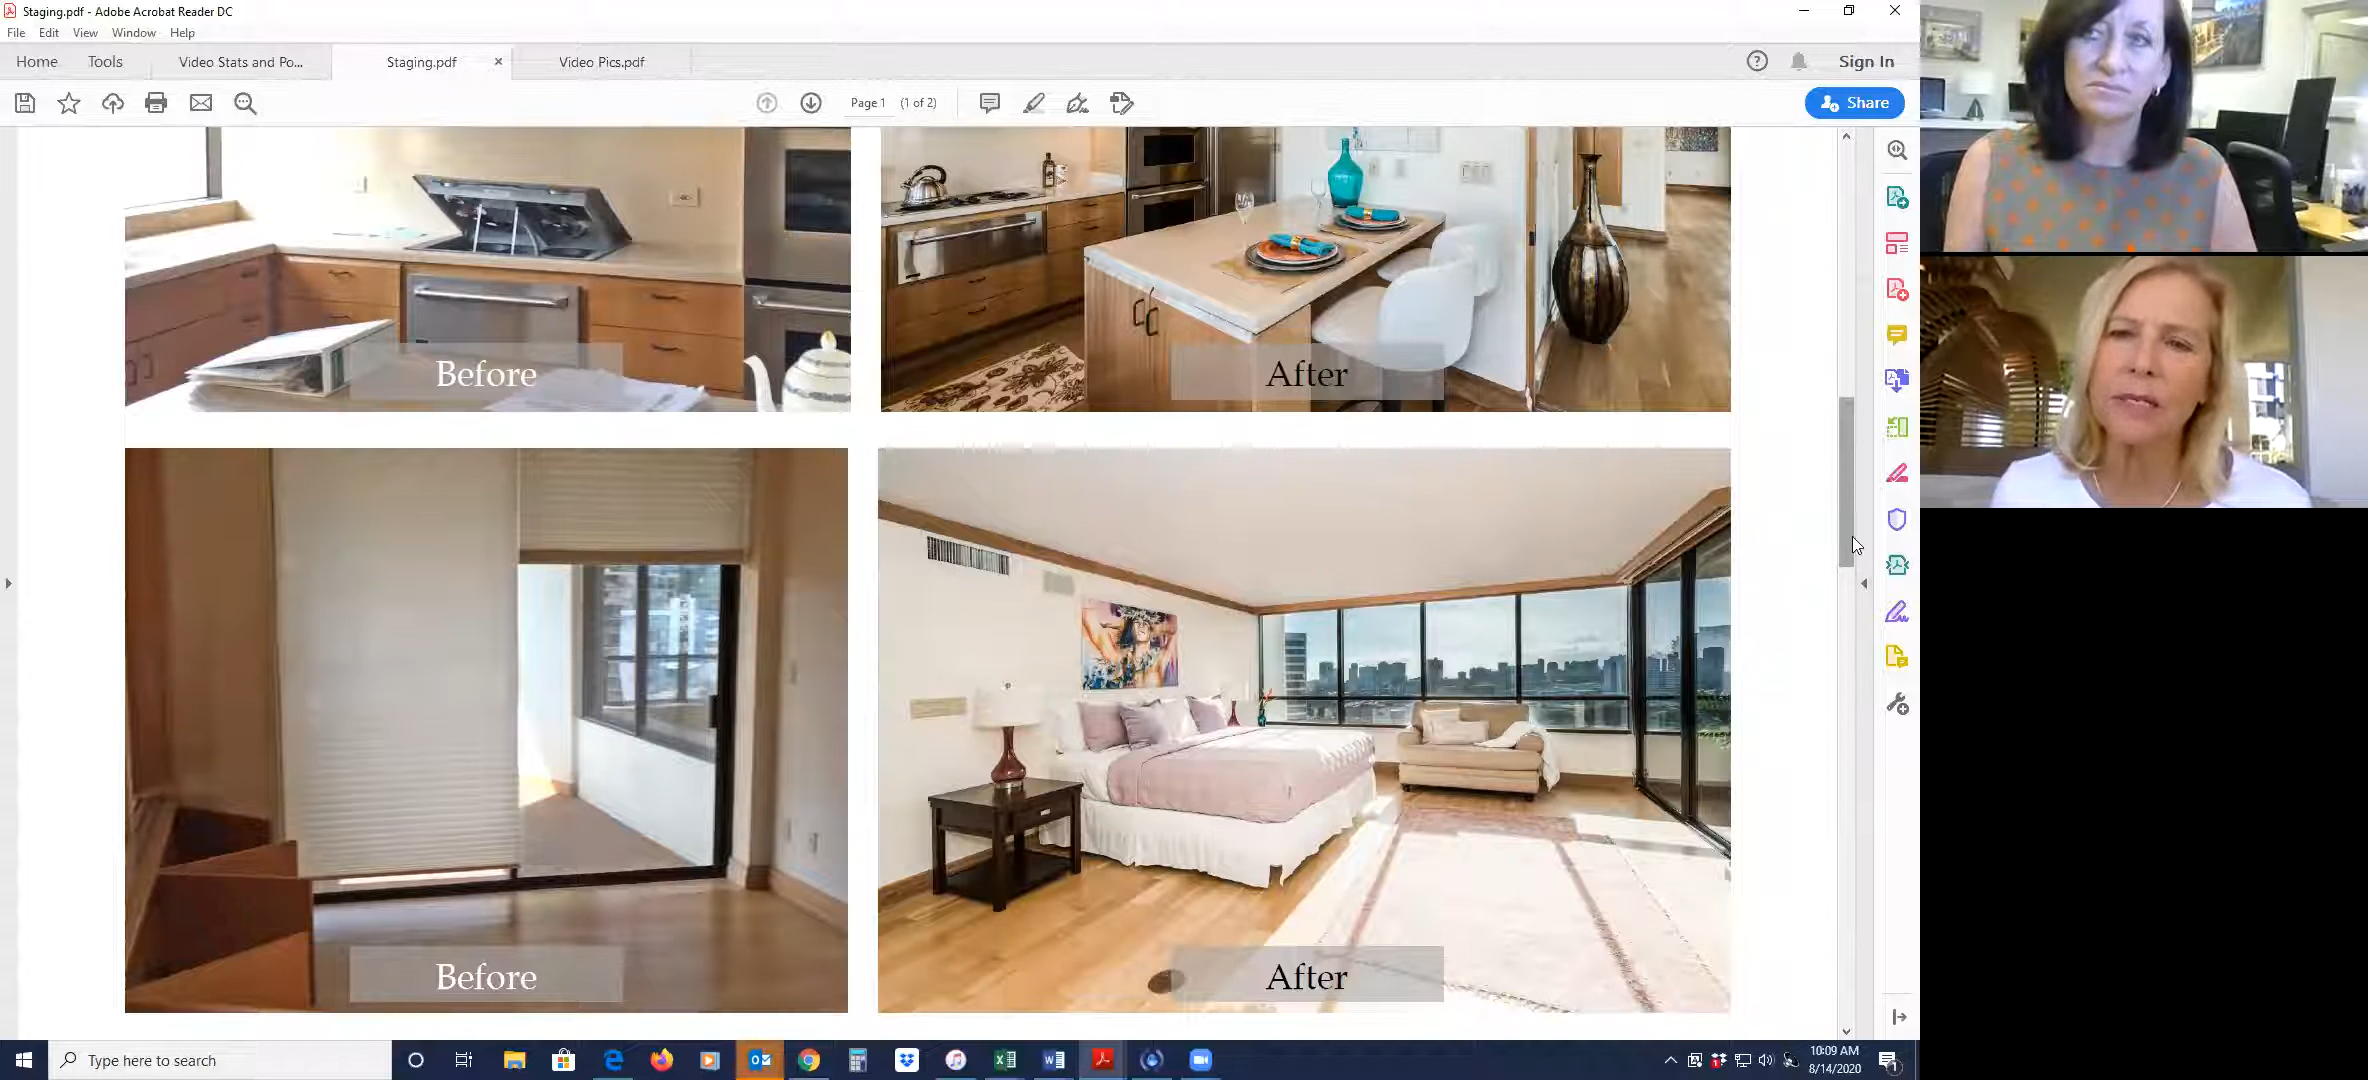 Staging.pdf - Adobe Acrobat Reader DC
File Edit View Window Help
Home Tools Video Stats and Po... Staging.pdf Video Pics.pdf Sign In
Page 1 (1 of 2) Share
Before After
Before After
Type here to search
10:09 AM
8/14/2020